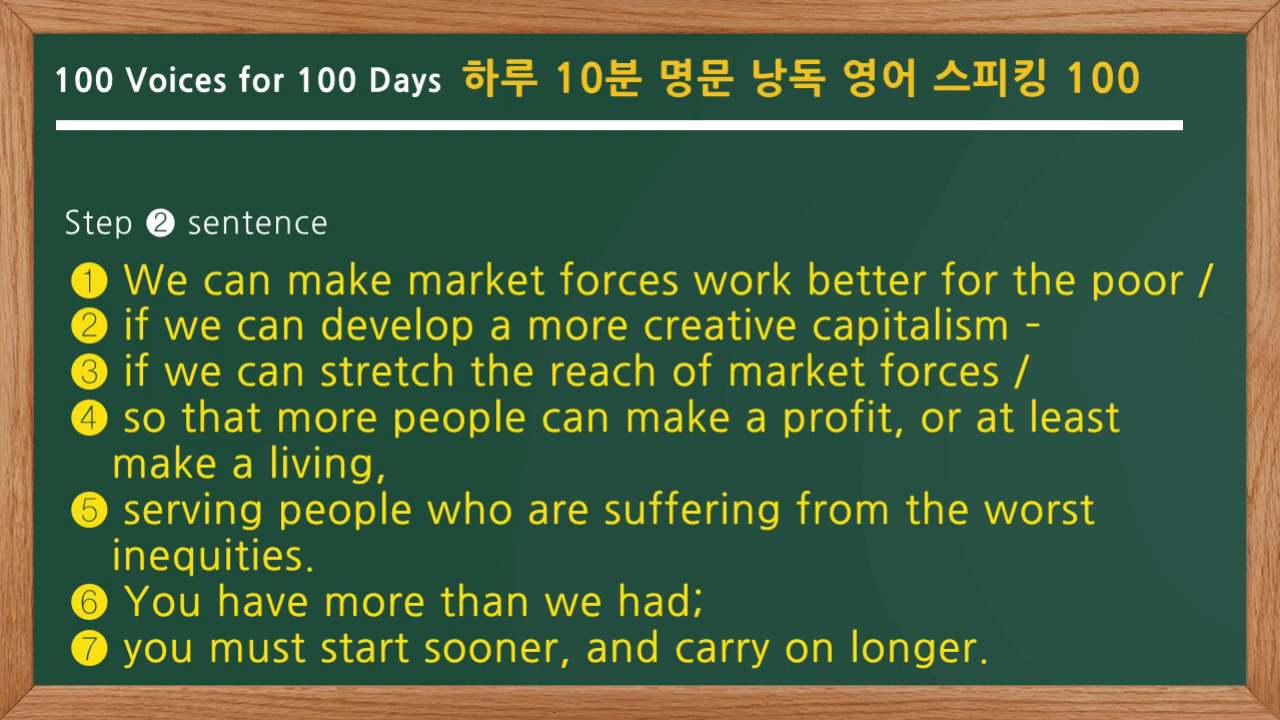 100 Voices for 100 Days 하루 10분 명문 낭독 영어 스피킹 100
Step ❷ sentence
❶ We can make market forces work better for the poor /
❷ if we can develop a more creative capitalism –
❸ if we can stretch the reach of market forces /
❹ so that more people can make a profit, or at least
make a living,
❺ serving people who are suffering from the worst
inequities.
❻ You have more than we had;
❼ you must start sooner, and carry on longer.